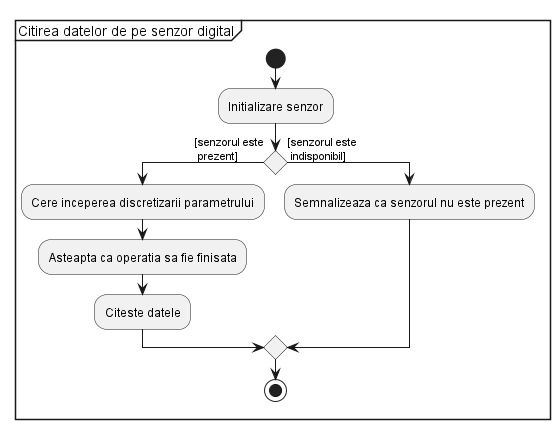 Citirea datelor de pe senzor digital
Initializare senzor
[senzorul este
prezent]
[senzorul este
indisponibil]
Cere inceperea discretizarii parametrului
Semnalizeaza ca senzorul nu este prezent
Asteapta ca operatia sa fie finisata
Citeste datele